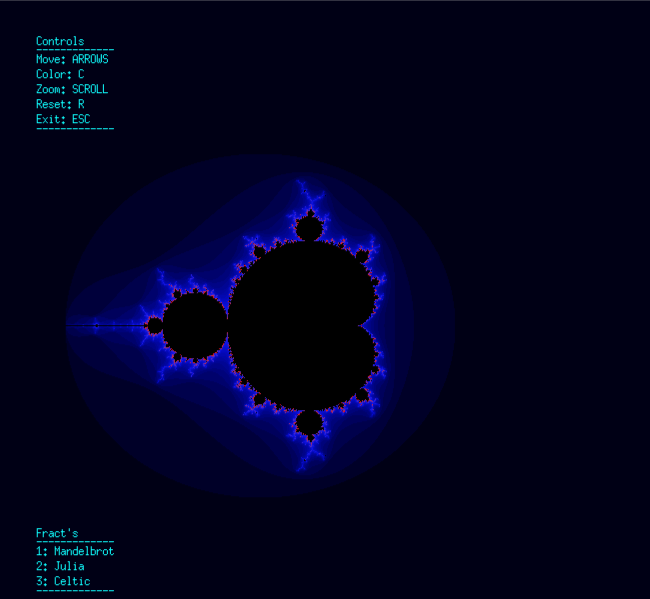 Controls
-------------
Move: ARROWS
Color: C
Zoom: SCROLL
Reset: R
Exit: ESC
-------------
Fract's
-------------
1: Mandelbrot
2: Julia
3: Celtic
-------------